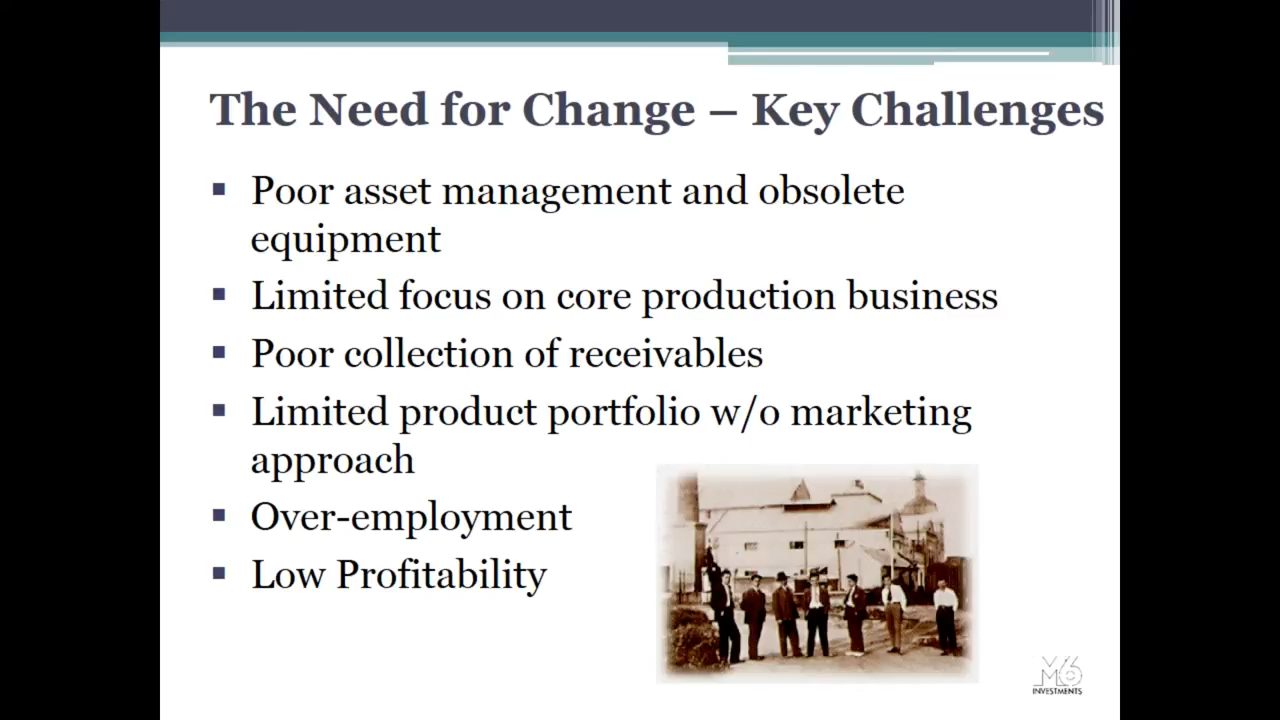 The Need for Change – Key Challenges
▪ Poor asset management and obsolete
equipment
▪ Limited focus on core production business
▪ Poor collection of receivables
▪ Limited product portfolio w/o marketing
approach
▪ Over-employment
▪ Low Profitability
M6
INVESTMENTS